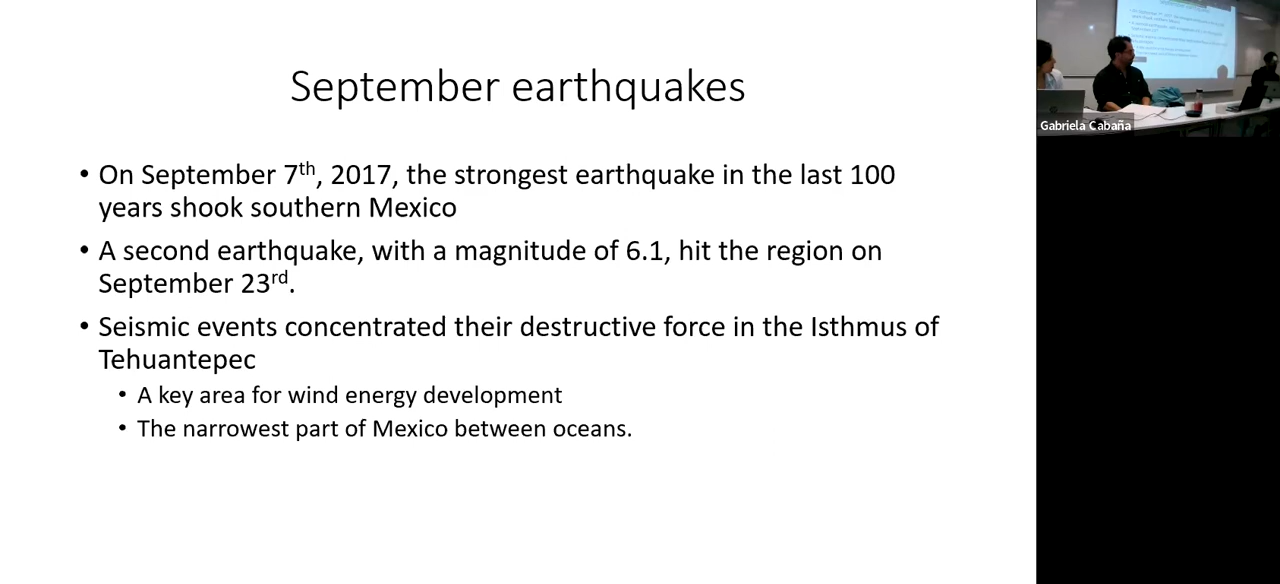 September earthquakes
• On September 7th, 2017, the strongest earthquake in the last 100
years shook southern Mexico
• A second earthquake, with a magnitude of 6.1, hit the region on
September 23rd.
• Seismic events concentrated their destructive force in the Isthmus of
Tehuantepec
• A key area for wind energy development
• The narrowest part of Mexico between oceans.
Gabriela Cabaña